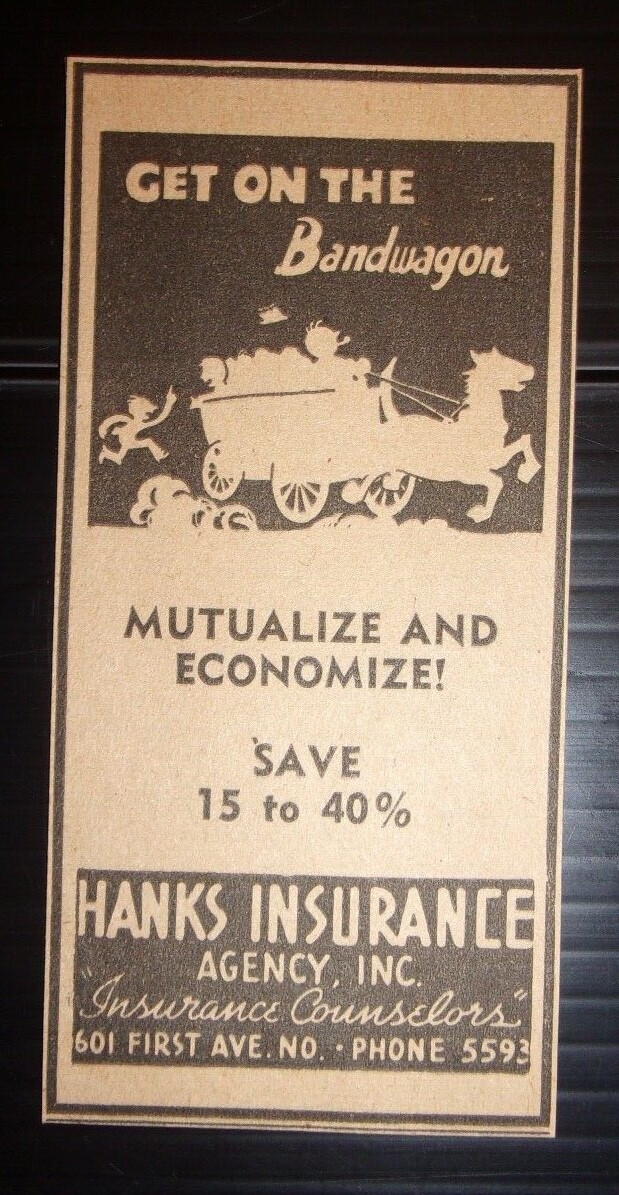 GET ON THE
Bandwagon
MUTUALIZE AND
ECONOMIZE!
SAVE
15 to 40%
HANKS INSURANCE
AGENCY, INC.
"Insurance Counselors"
601 FIRST AVE. NO. • PHONE 5593